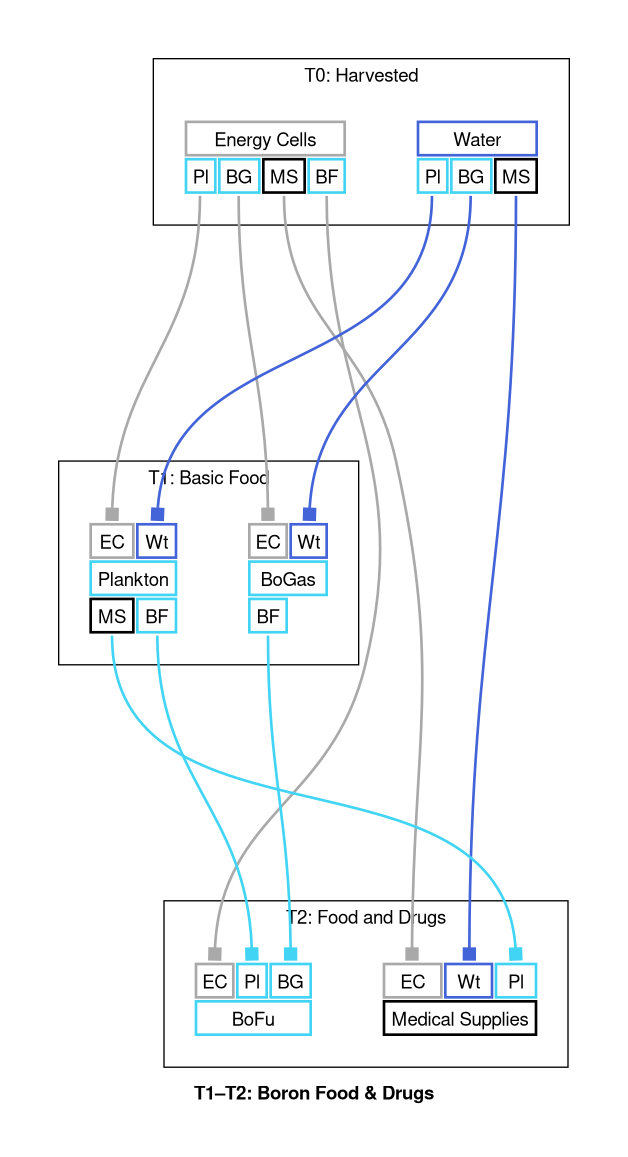 T0: Harvested
Energy Cells Water
Pl BG MS BF Pl BG MS
T1: Basic Food
EC Wt EC Wt
Plankton BoGas
MS BF BF
T2: Food and Drugs
EC Pl BG EC Wt Pl
BoFu Medical Supplies
T1–T2: Boron Food & Drugs